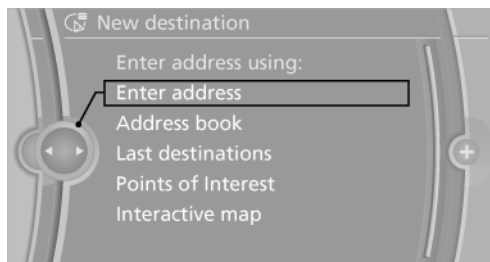 New destination
Enter address using:
Enter address
Address book
Last destinations
Points of Interest
Interactive map